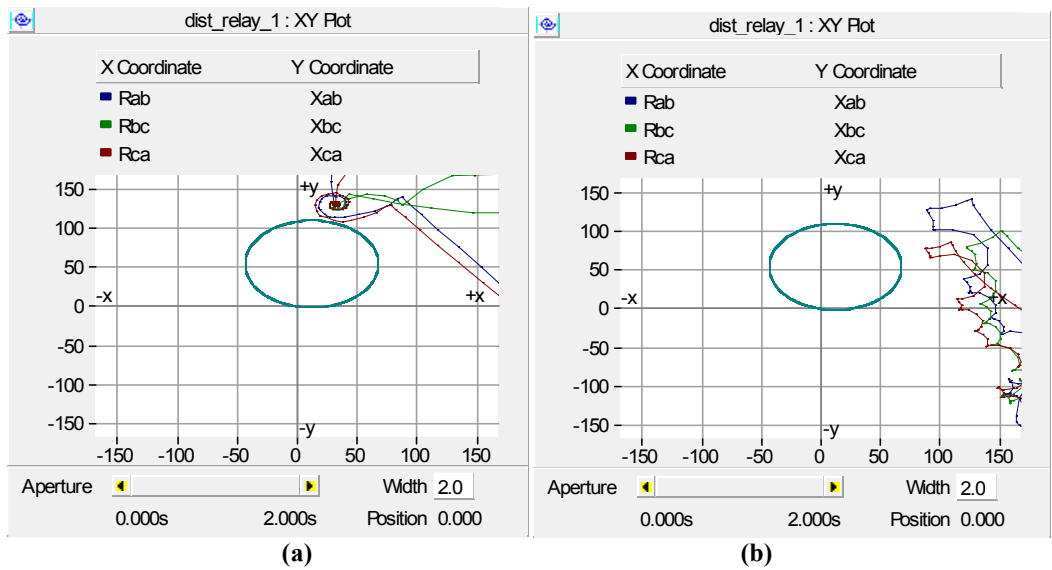 dist_relay_1 : XY Plot
X Coordinate Y Coordinate
Rab Xab
Rbc Xbc
Rca Xca
+y
150
100
50
-x +x
0
-50
-100
-150
-y
-150 -100 -50 0 50 100 150
Aperture Width 2.0
0.000s 2.000s Position 0.000
(a)
dist_relay_1 : XY Plot
X Coordinate Y Coordinate
Rab Xab
Rbc Xbc
Rca Xca
+y
150
100
50
-x +x
0
-50
-100
-150
-y
-150 -100 -50 0 50 100 150
Aperture Width 2.0
0.000s 2.000s Position 0.000
(b)